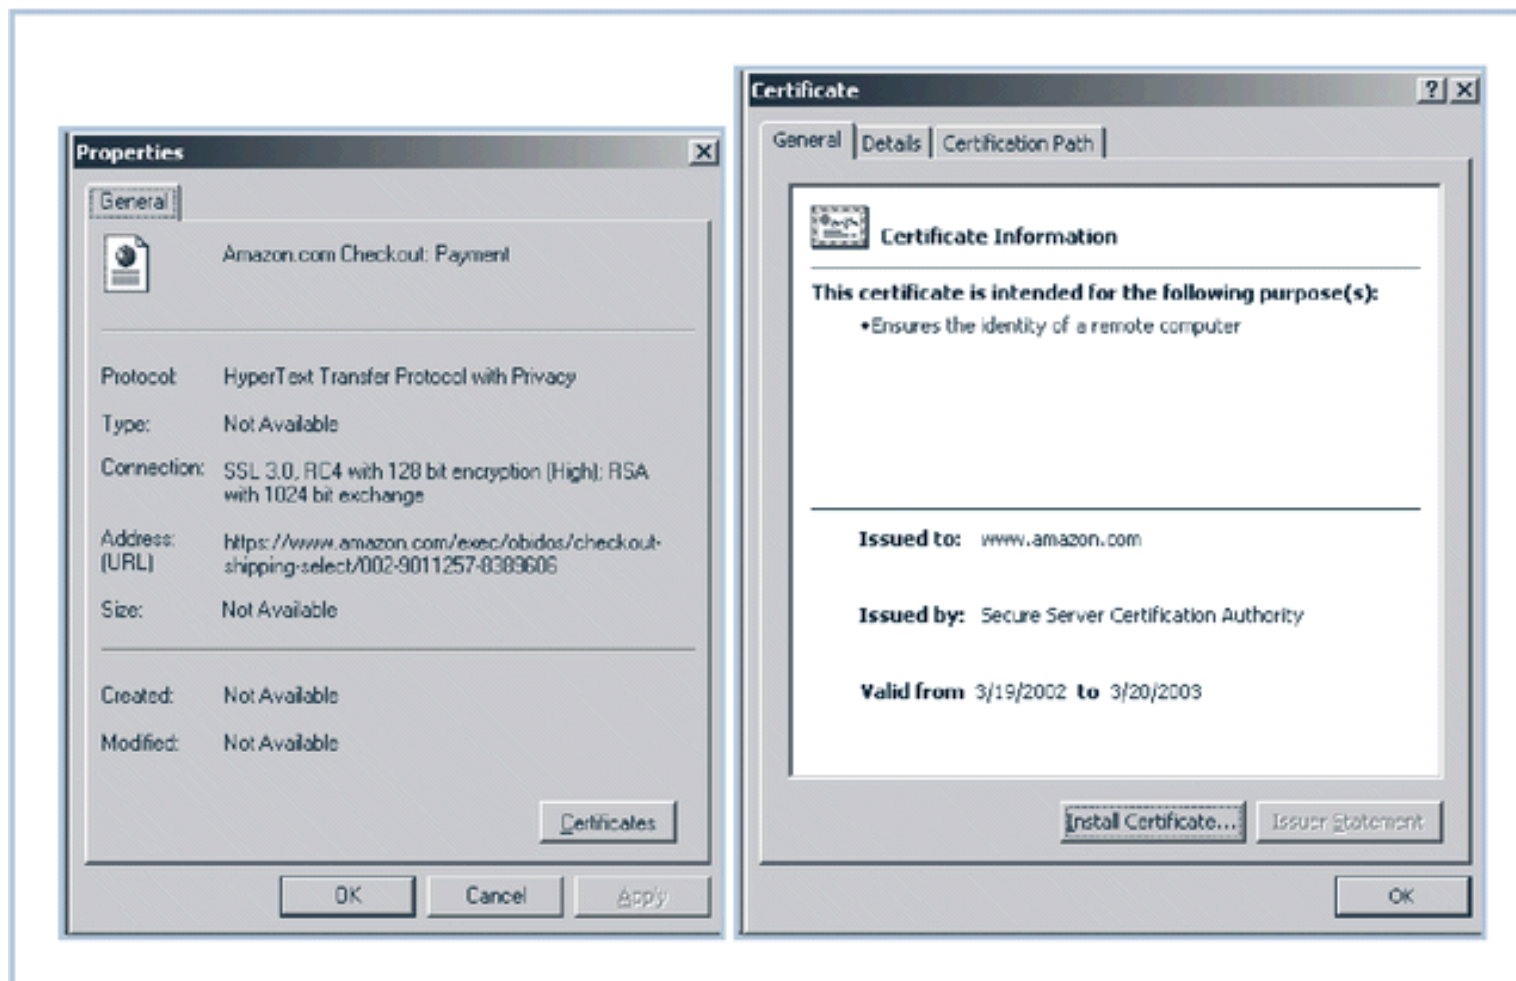 Properties
General
Amazon.com Checkout: Payment
Protocol: HyperText Transfer Protocol with Privacy
Type: Not Available
Connection: SSL 3.0, RC4 with 128 bit encryption (High); RSA
with 1024 bit exchange
Address: https://www.amazon.com/exec/obidos/checkout-
(URL) shipping-select/002-9011257-8389606
Size: Not Available
Created: Not Available
Modified: Not Available
Certificates
OK Cancel Apply
Certificate
General Details Certification Path
Certificate Information
This certificate is intended for the following purpose(s):
•Ensures the identity of a remote computer
Issued to: www.amazon.com
Issued by: Secure Server Certification Authority
Valid from 3/19/2002 to 3/20/2003
Install Certificate... Issuer Statement
OK